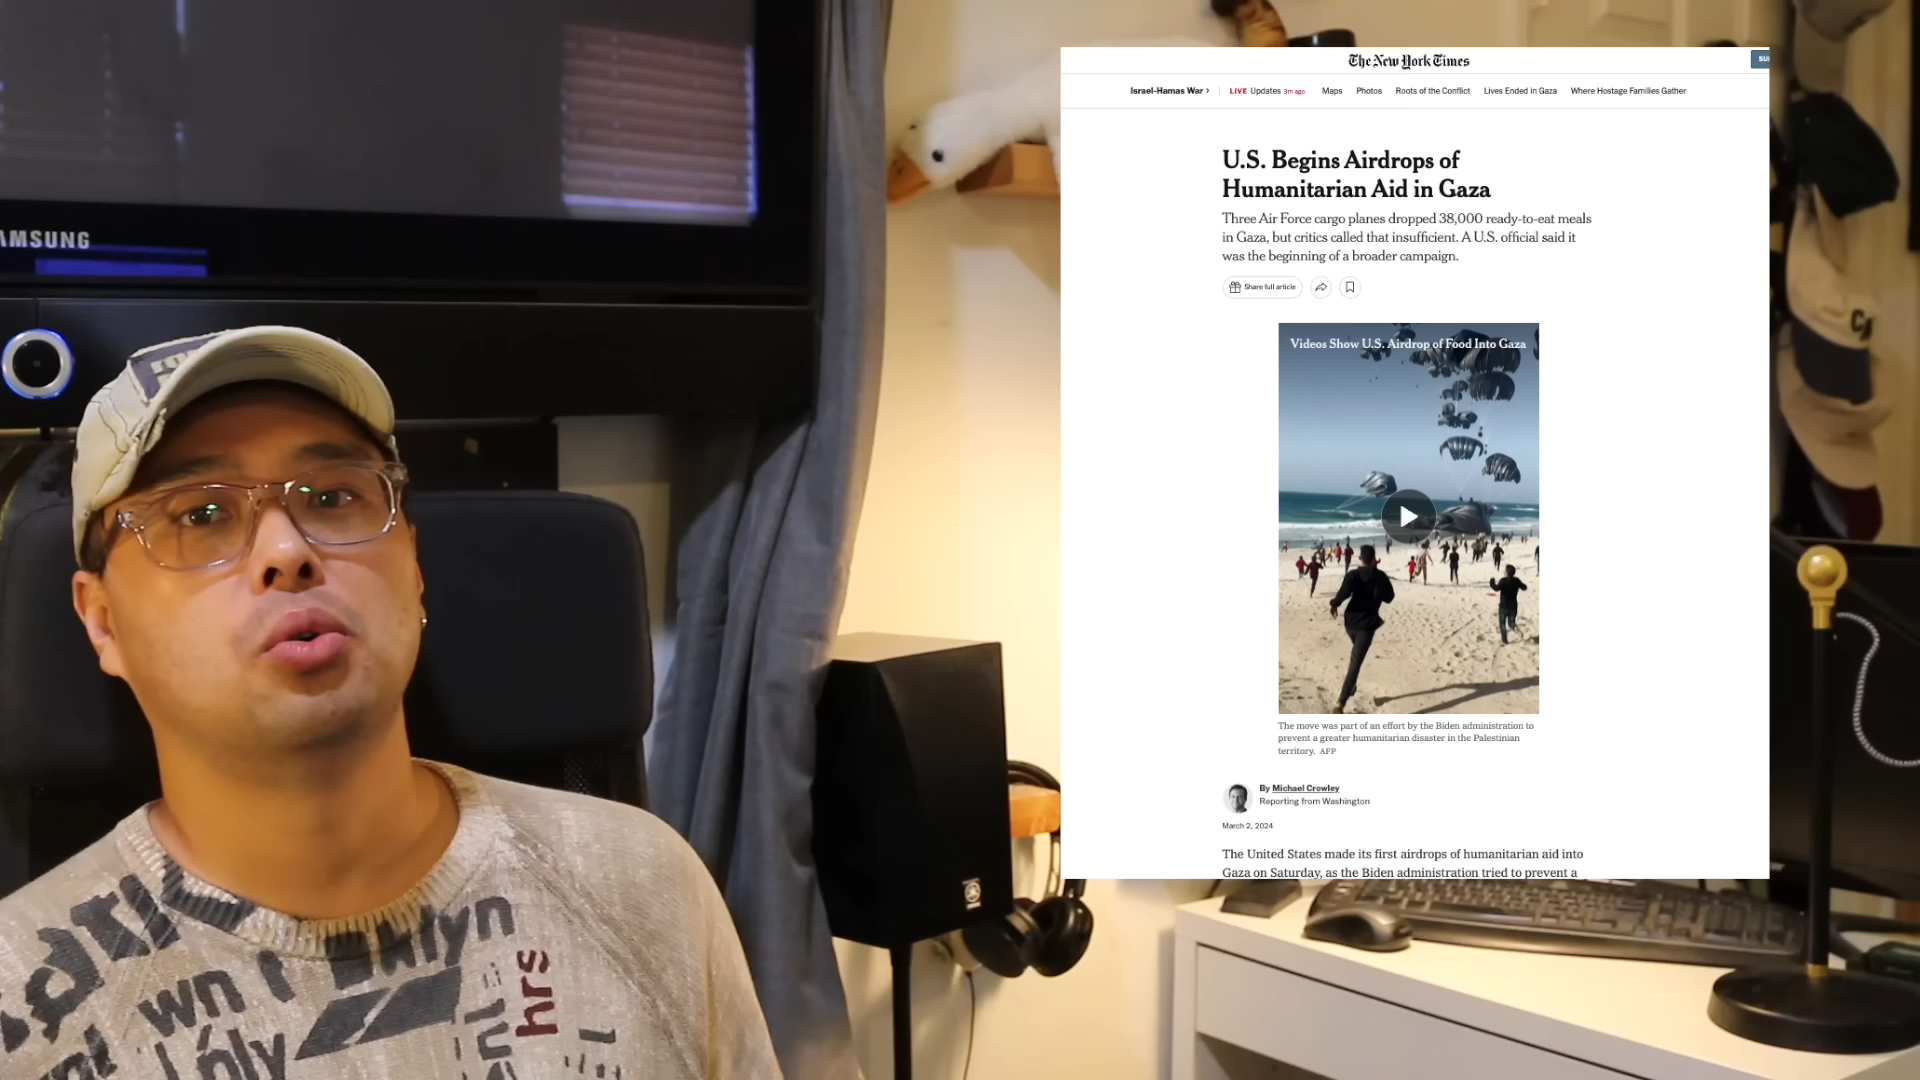 The New York Times
Israel-Hamas War › LIVE Updates 3m ago Maps Photos Roots of the Conflict Lives Ended in Gaza Where Hostage Families Gather
U.S. Begins Airdrops of
Humanitarian Aid in Gaza
Three Air Force cargo planes dropped 38,000 ready-to-eat meals
in Gaza, but critics called that insufficient. A U.S. official said it
was the beginning of a broader campaign.
Share full article
Videos Show U.S. Airdrop of Food Into Gaza
The move was part of an effort by the Biden administration to
prevent a greater humanitarian disaster in the Palestinian
territory. AFP
By Michael Crowley
Reporting from Washington
March 2, 2024
The United States made its first airdrops of humanitarian aid into
Gaza on Saturday, as the Biden administration tried to prevent a
AMSUNG
hrs